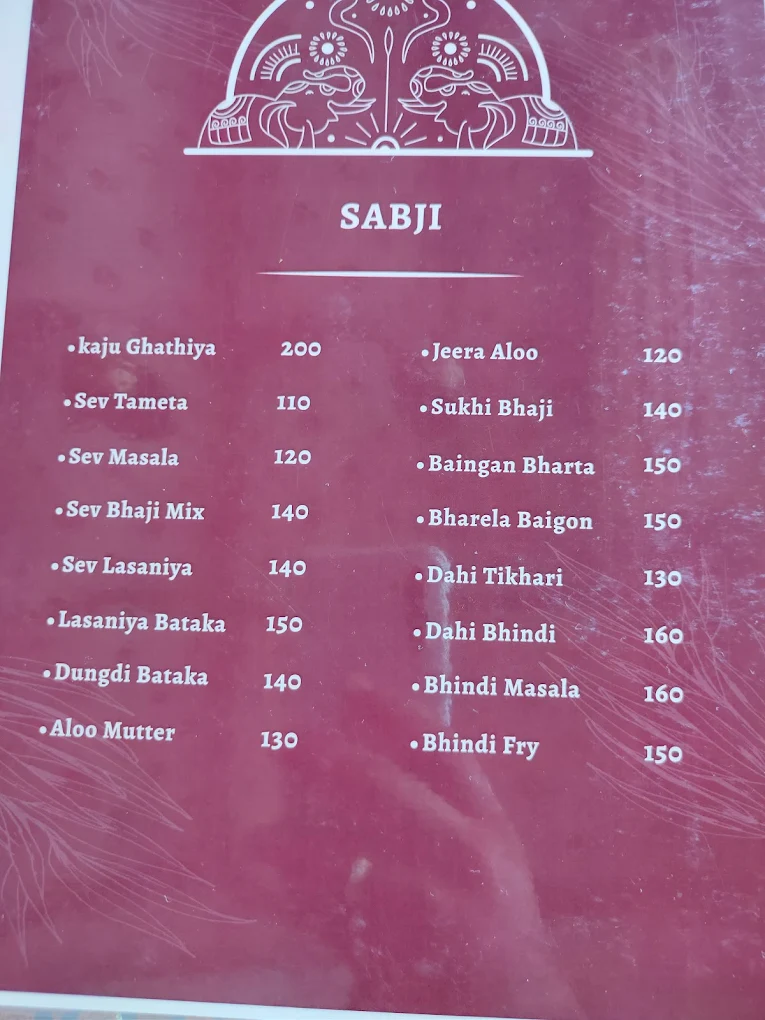 SABJI
•kaju Ghathiya 200
•Sev Tameta 110
•Sev Masala 120
•Sev Bhaji Mix 140
•Sev Lasaniya 140
•Lasaniya Bataka 150
•Dungdi Bataka 140
•Aloo Mutter 130
•Jeera Aloo 120
•Sukhi Bhaji 140
•Baingan Bharta 150
•Bharela Baigon 150
•Dahi Tikhari 130
•Dahi Bhindi 160
•Bhindi Masala 160
•Bhindi Fry 150